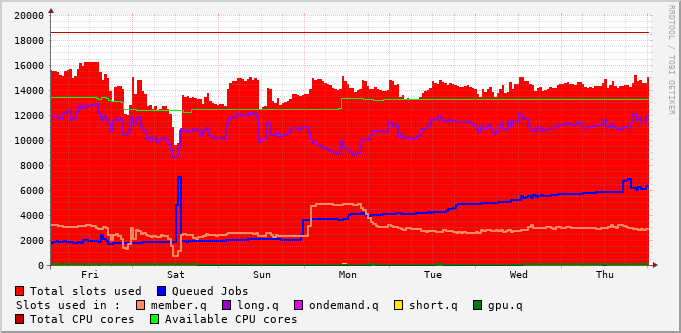 20000
18000
16000
14000
12000
10000
8000
6000
4000
2000
0
Fri Sat Sun Mon Tue Wed Thu
RRDTOOL / TOBI OETIKER
Total slots used Queued Jobs
Slots used in : member.q long.q ondemand.q short.q gpu.q
Total CPU cores Available CPU cores